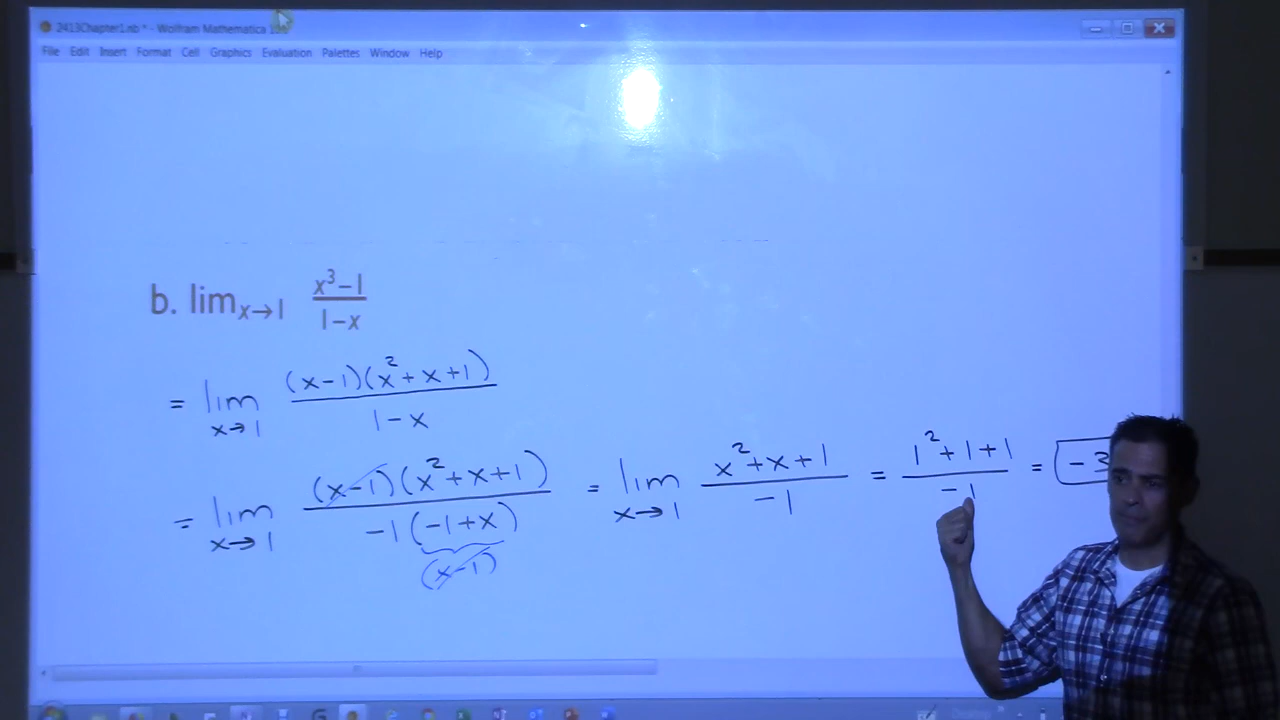 2413Chapter1.nb * - Wolfram Mathematica
File Edit Insert Format Cell Graphics Evaluation Palettes Window Help
b. lim x→1 (x³−1)/(1−x)
= lim x→1 (x−1)(x²+x+1)/(1−x)
= lim x→1 (x−1)(x²+x+1)/(−1(−1+x)) = lim x→1 (x²+x+1)/(−1) = (1²+1+1)/(−1) = −3
(x−1)